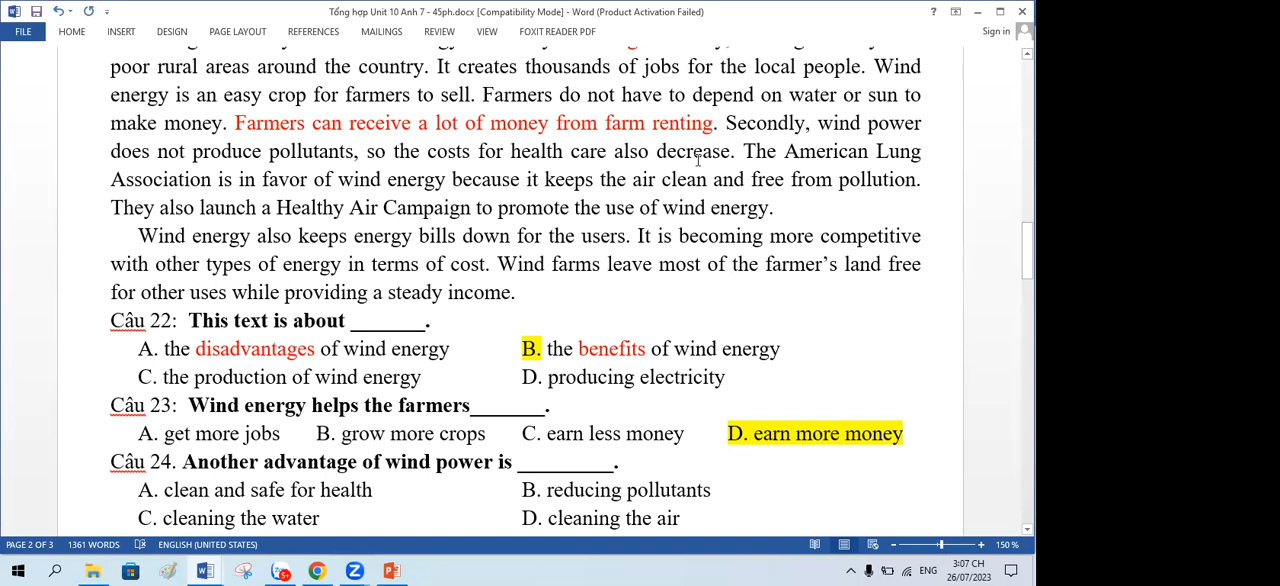 Tổng hợp Unit 10 Anh 7 - 45ph.docx [Compatibility Mode] - Word (Product Activation Failed)
FILE HOME INSERT DESIGN PAGE LAYOUT REFERENCES MAILINGS REVIEW VIEW FOXIT READER PDF Sign in
poor rural areas around the country. It creates thousands of jobs for the local people. Wind
energy is an easy crop for farmers to sell. Farmers do not have to depend on water or sun to
make money. Farmers can receive a lot of money from farm renting. Secondly, wind power
does not produce pollutants, so the costs for health care also decrease. The American Lung
Association is in favor of wind energy because it keeps the air clean and free from pollution.
They also launch a Healthy Air Campaign to promote the use of wind energy.
Wind energy also keeps energy bills down for the users. It is becoming more competitive
with other types of energy in terms of cost. Wind farms leave most of the farmer's land free
for other uses while providing a steady income.
Câu 22: This text is about _______.
A. the disadvantages of wind energy B. the benefits of wind energy
C. the production of wind energy D. producing electricity
Câu 23: Wind energy helps the farmers_______.
A. get more jobs B. grow more crops C. earn less money D. earn more money
Câu 24. Another advantage of wind power is _________.
A. clean and safe for health B. reducing pollutants
C. cleaning the water D. cleaning the air
PAGE 2 OF 3 1361 WORDS ENGLISH (UNITED STATES) 150 %
ENG 3:07 CH
26/07/2023